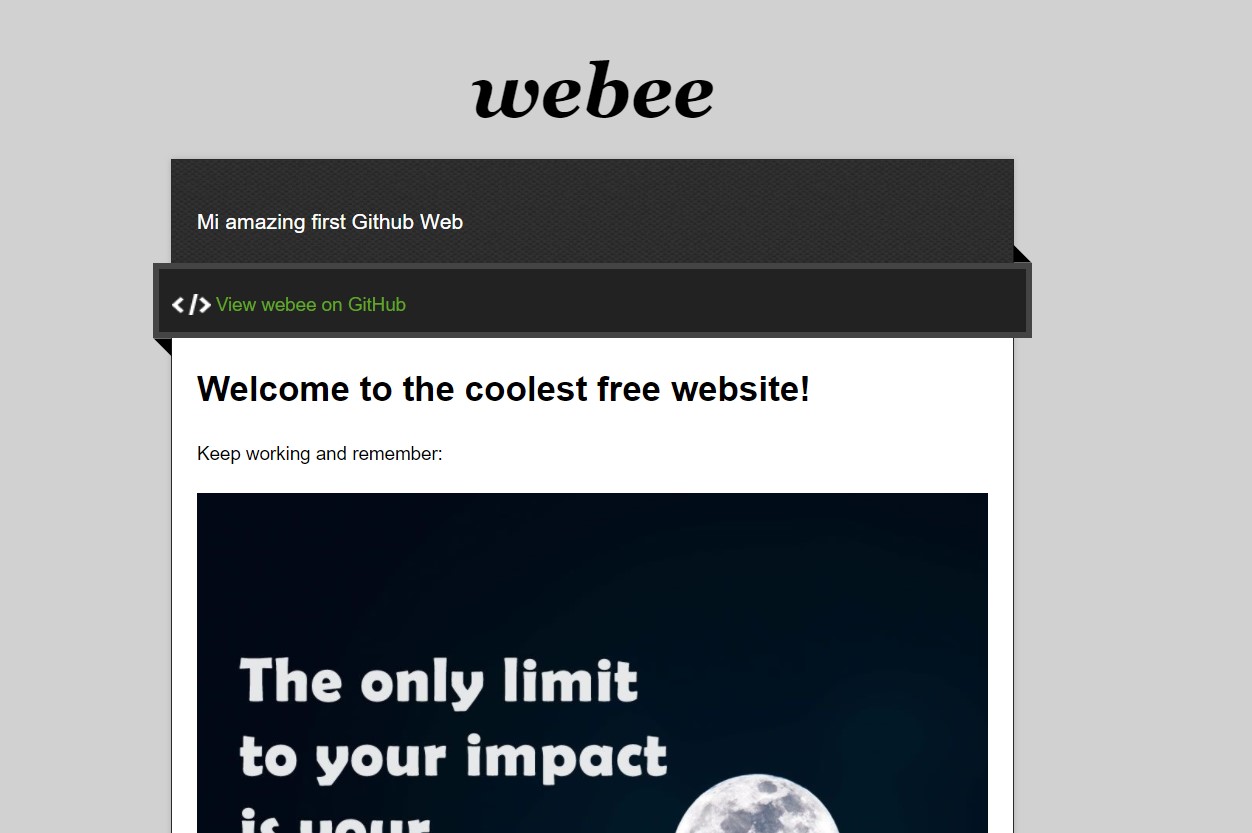 webee
Mi amazing first Github Web
</> View webee on GitHub
Welcome to the coolest free website!
Keep working and remember:
The only limit
to your impact
is your